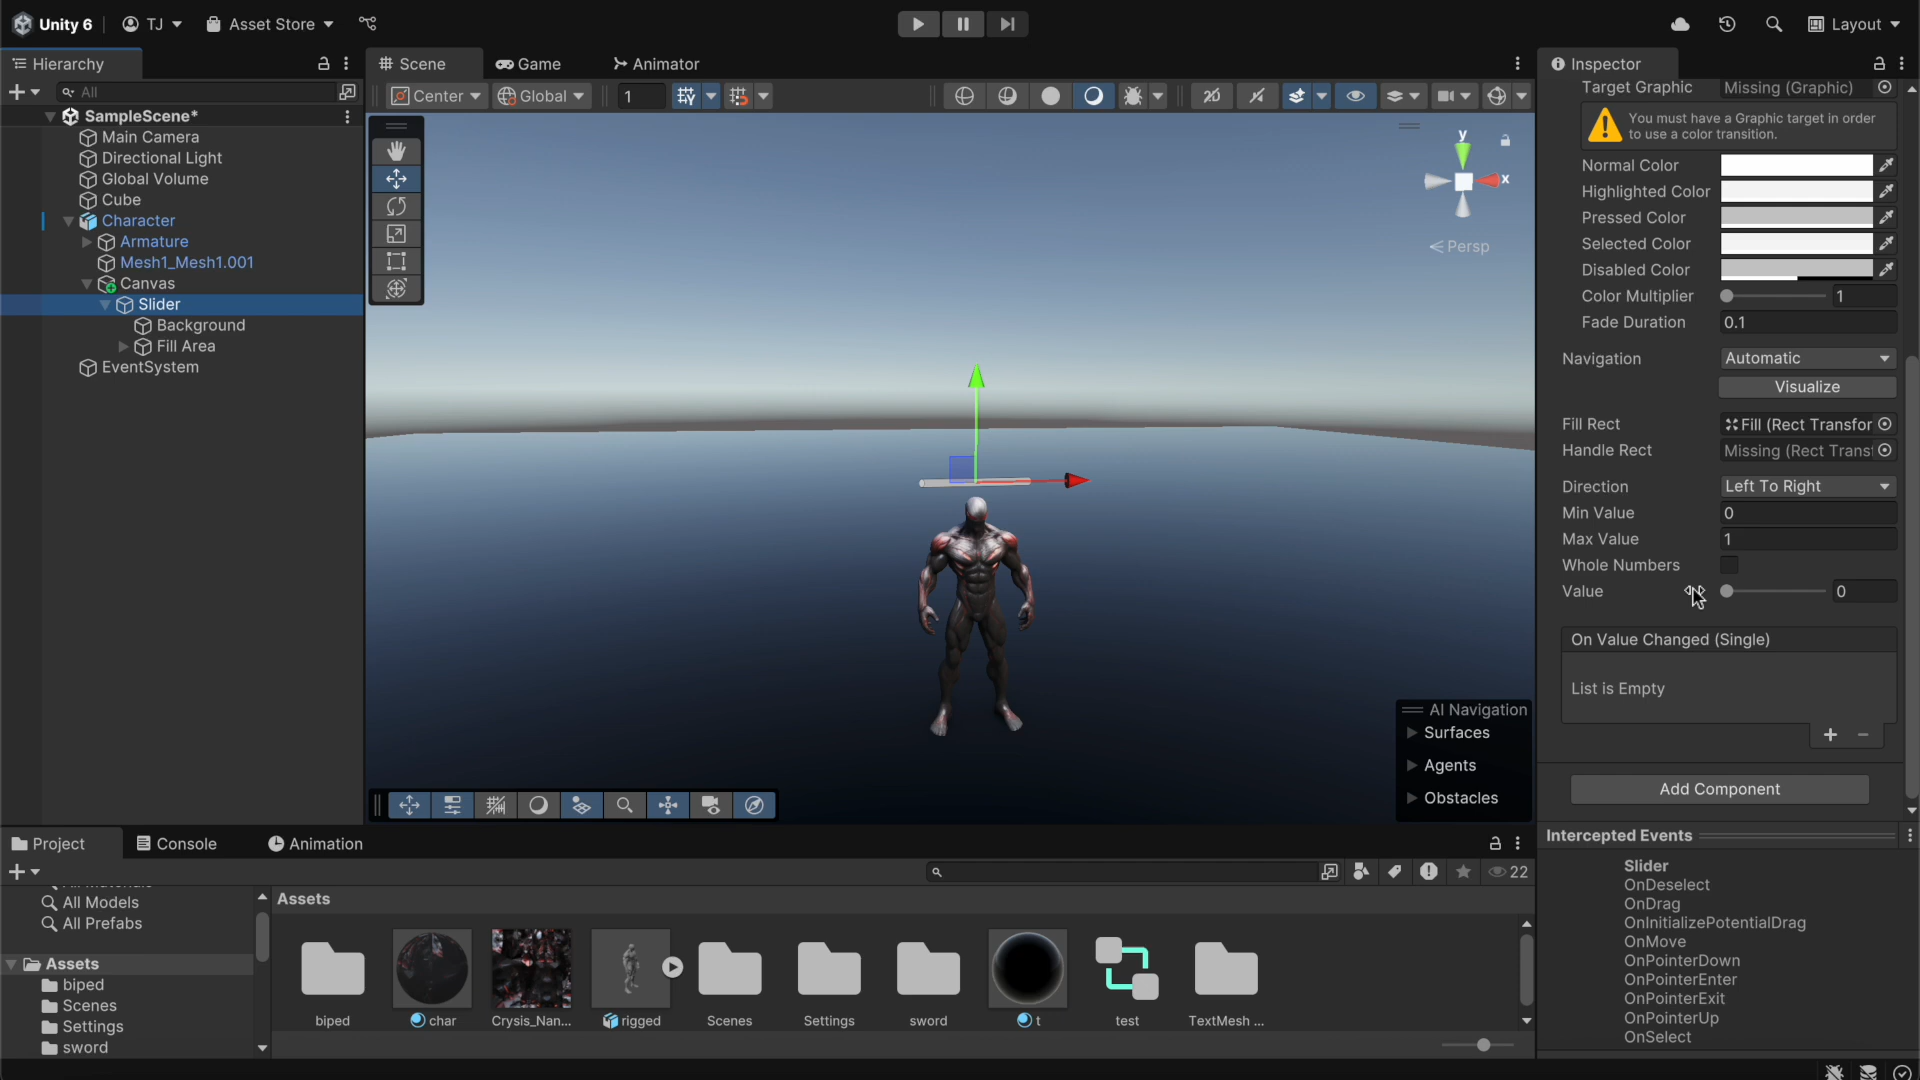 Unity 6
TJ
Asset Store
Layout
Hierarchy
All
SampleScene*
Main Camera
Directional Light
Global Volume
Cube
Character
Armature
Mesh1_Mesh1.001
Canvas
Slider
Background
Fill Area
EventSystem
Scene
Game
Animator
Center
Global
1
2D
y
x
Persp
AI Navigation
Surfaces
Agents
Obstacles
Inspector
Target Graphic
Missing (Graphic)
You must have a Graphic target in order
to use a color transition.
Normal Color
Highlighted Color
Pressed Color
Selected Color
Disabled Color
Color Multiplier
1
Fade Duration
0.1
Navigation
Automatic
Visualize
Fill Rect
Fill (Rect Transfor
Handle Rect
Missing (Rect Trans
Direction
Left To Right
Min Value
0
Max Value
1
Whole Numbers
Value
0
On Value Changed (Single)
List is Empty
Add Component
Intercepted Events
Slider
OnDeselect
OnDrag
OnInitializePotentialDrag
OnMove
OnPointerDown
OnPointerEnter
OnPointerExit
OnPointerUp
OnSelect
Project
Console
Animation
22
All Models
All Prefabs
Assets
biped
Scenes
Settings
sword
Assets
biped
char
Crysis_Nan...
rigged
Scenes
Settings
sword
t
test
TextMesh ...